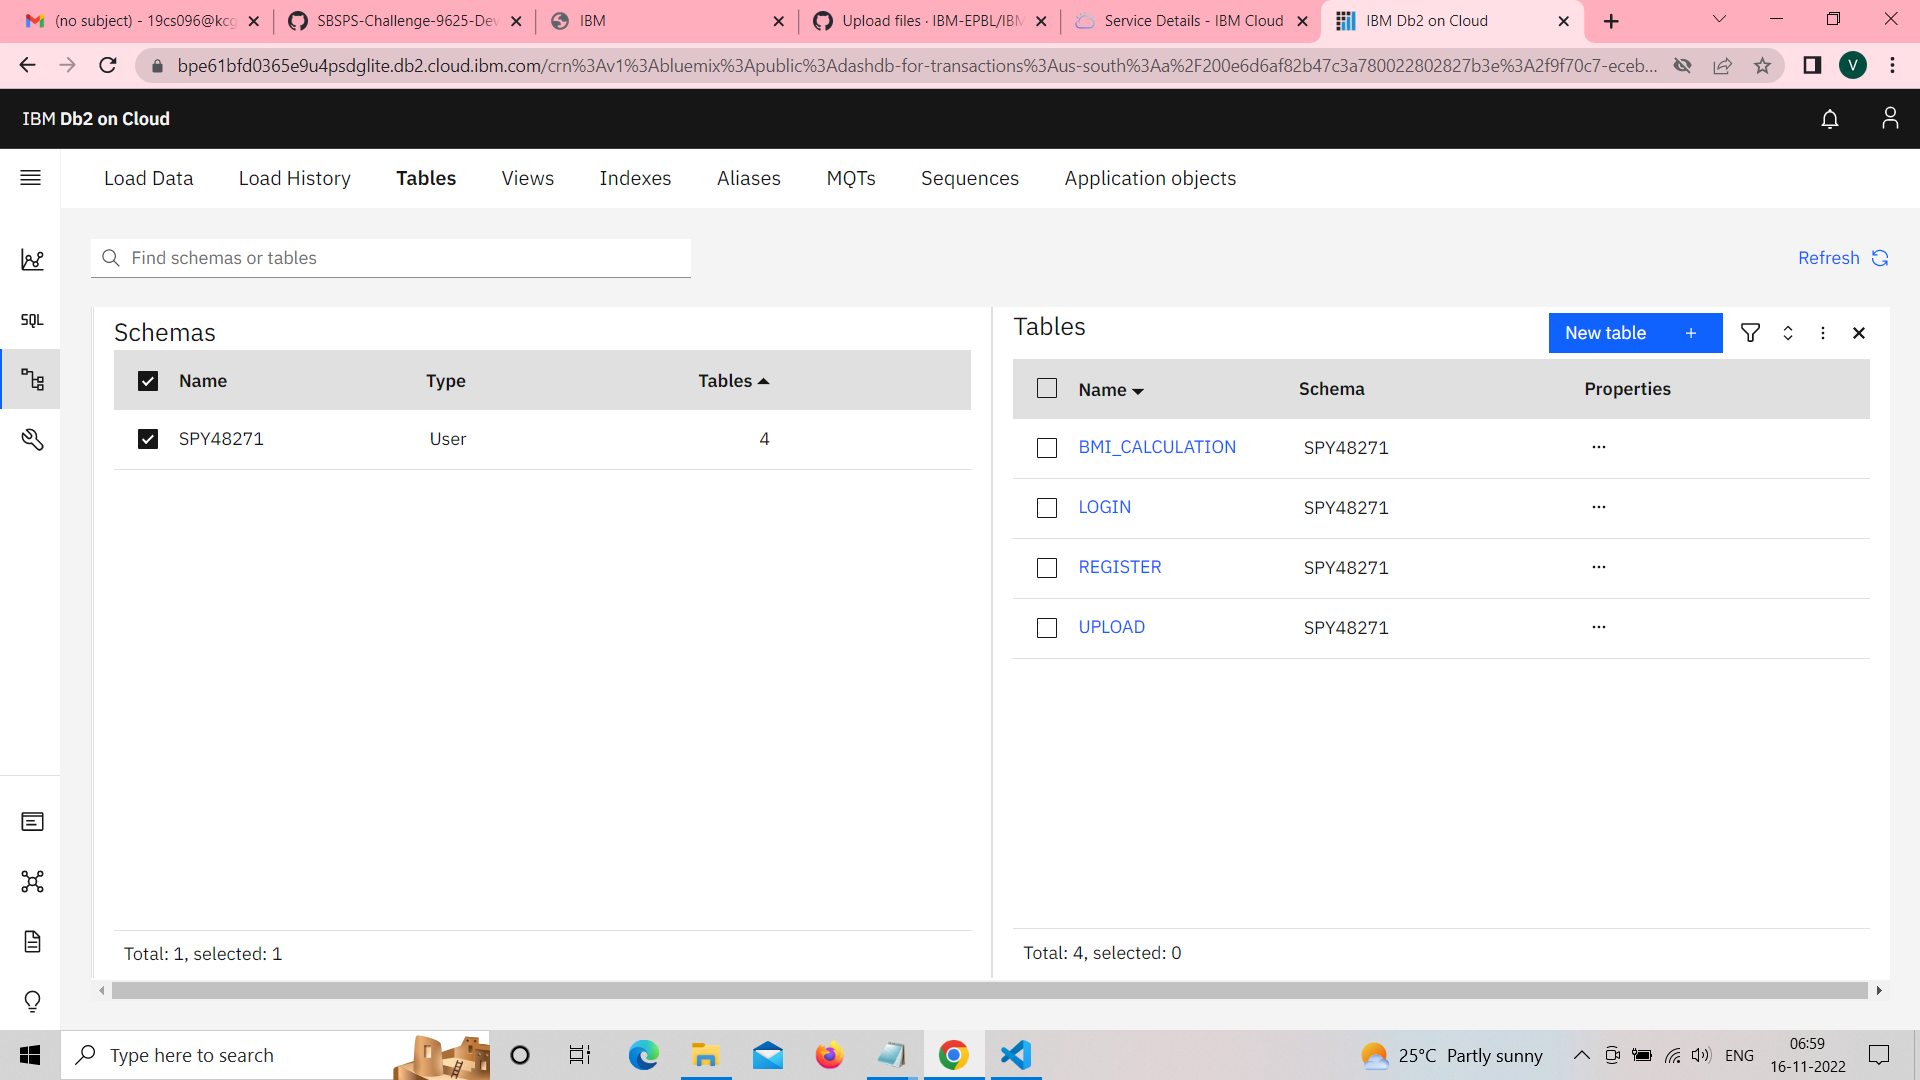 (no subject) - 19cs096@kcg
SBSPS-Challenge-9625-Dev
IBM
Upload files · IBM-EPBL/IBM
Service Details - IBM Cloud
IBM Db2 on Cloud
bpe61bfd0365e9u4psdglite.db2.cloud.ibm.com/crn%3Av1%3Abluemix%3Apublic%3Adashdb-for-transactions%3Aus-south%3Aa%2F200e6d6af82b47c3a780022802827b3e%3A2f9f70c7-eceb...
V
IBM Db2 on Cloud
Load Data Load History Tables Views Indexes Aliases MQTs Sequences Application objects
Find schemas or tables
Refresh
SQL
Schemas
Name Type Tables
SPY48271 User 4
Total: 1, selected: 1
Tables
New table +
Name Schema Properties
BMI_CALCULATION SPY48271 ...
LOGIN SPY48271 ...
REGISTER SPY48271 ...
UPLOAD SPY48271 ...
Total: 4, selected: 0
Type here to search
25°C Partly sunny
ENG
06:59
16-11-2022